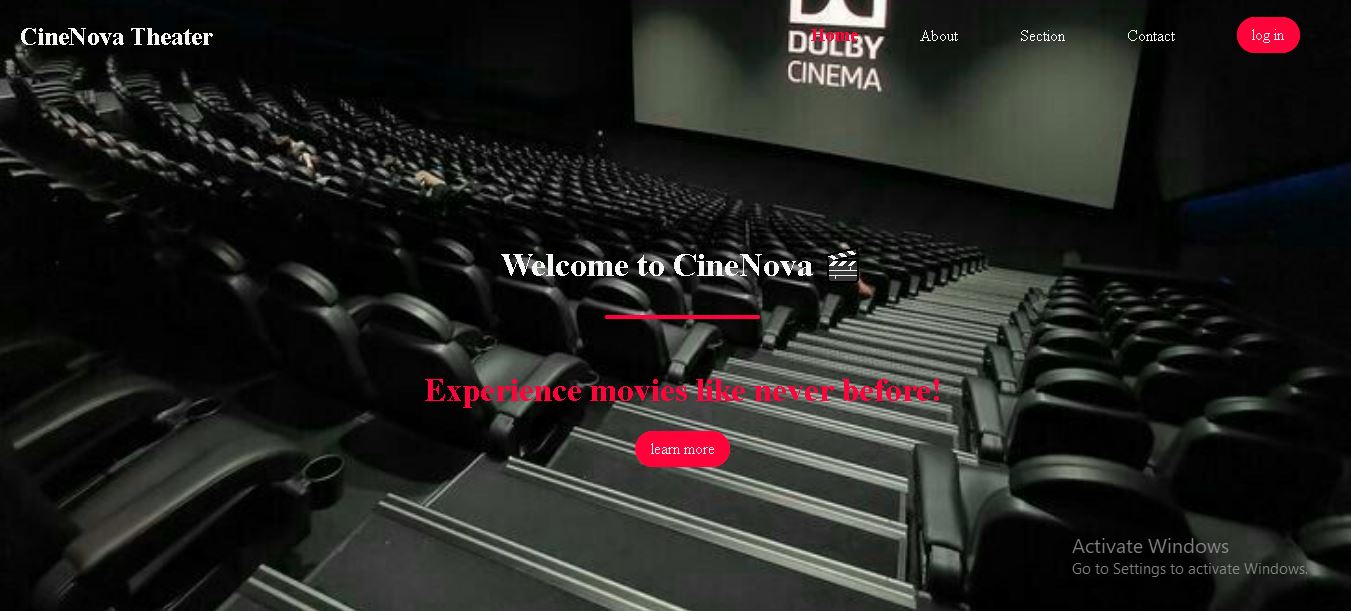 CineNova Theater
Home
About
Section
Contact
log in
DOLBY
CINEMA
Welcome to CineNova 🎬
Experience movies like never before!
learn more
Activate Windows
Go to Settings to activate Windows.